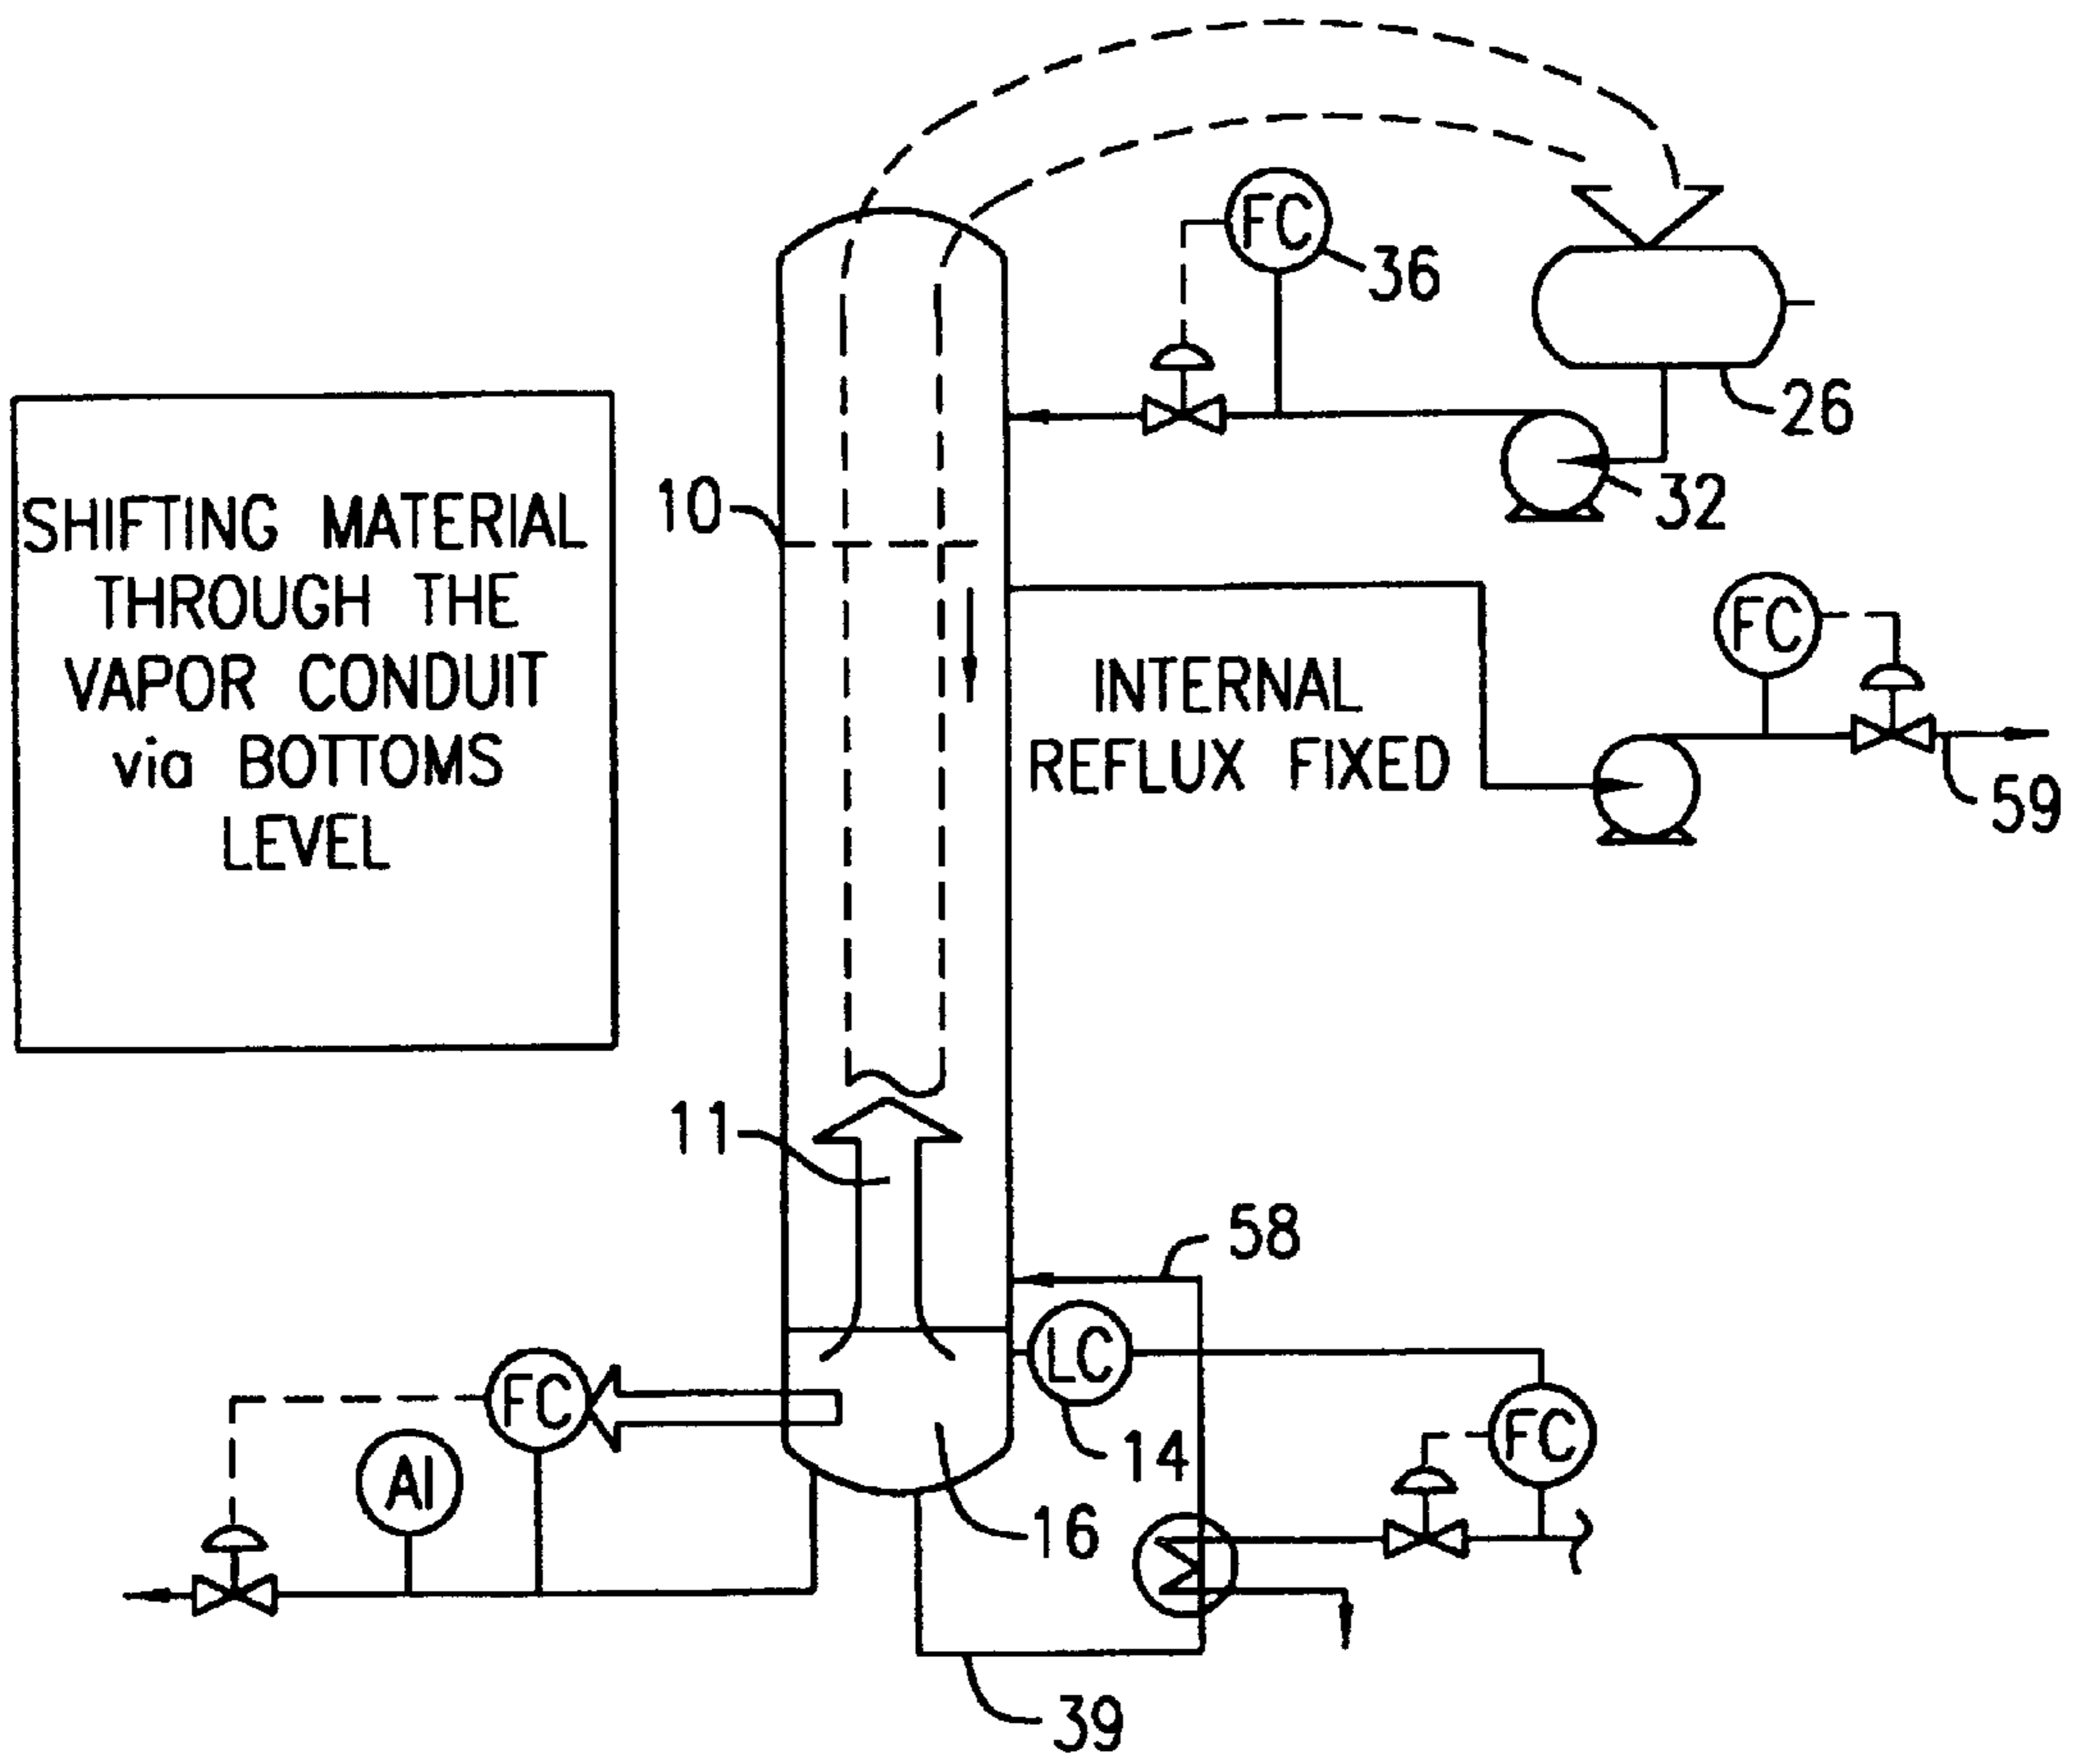 FC
36
26
SHIFTING MATERIAL
THROUGH THE
VAPOR CONDUIT
via BOTTOMS
LEVEL
10
32
FC
INTERNAL
REFLUX FIXED
59
11
58
LC
FC
14
FC
AI
16
39